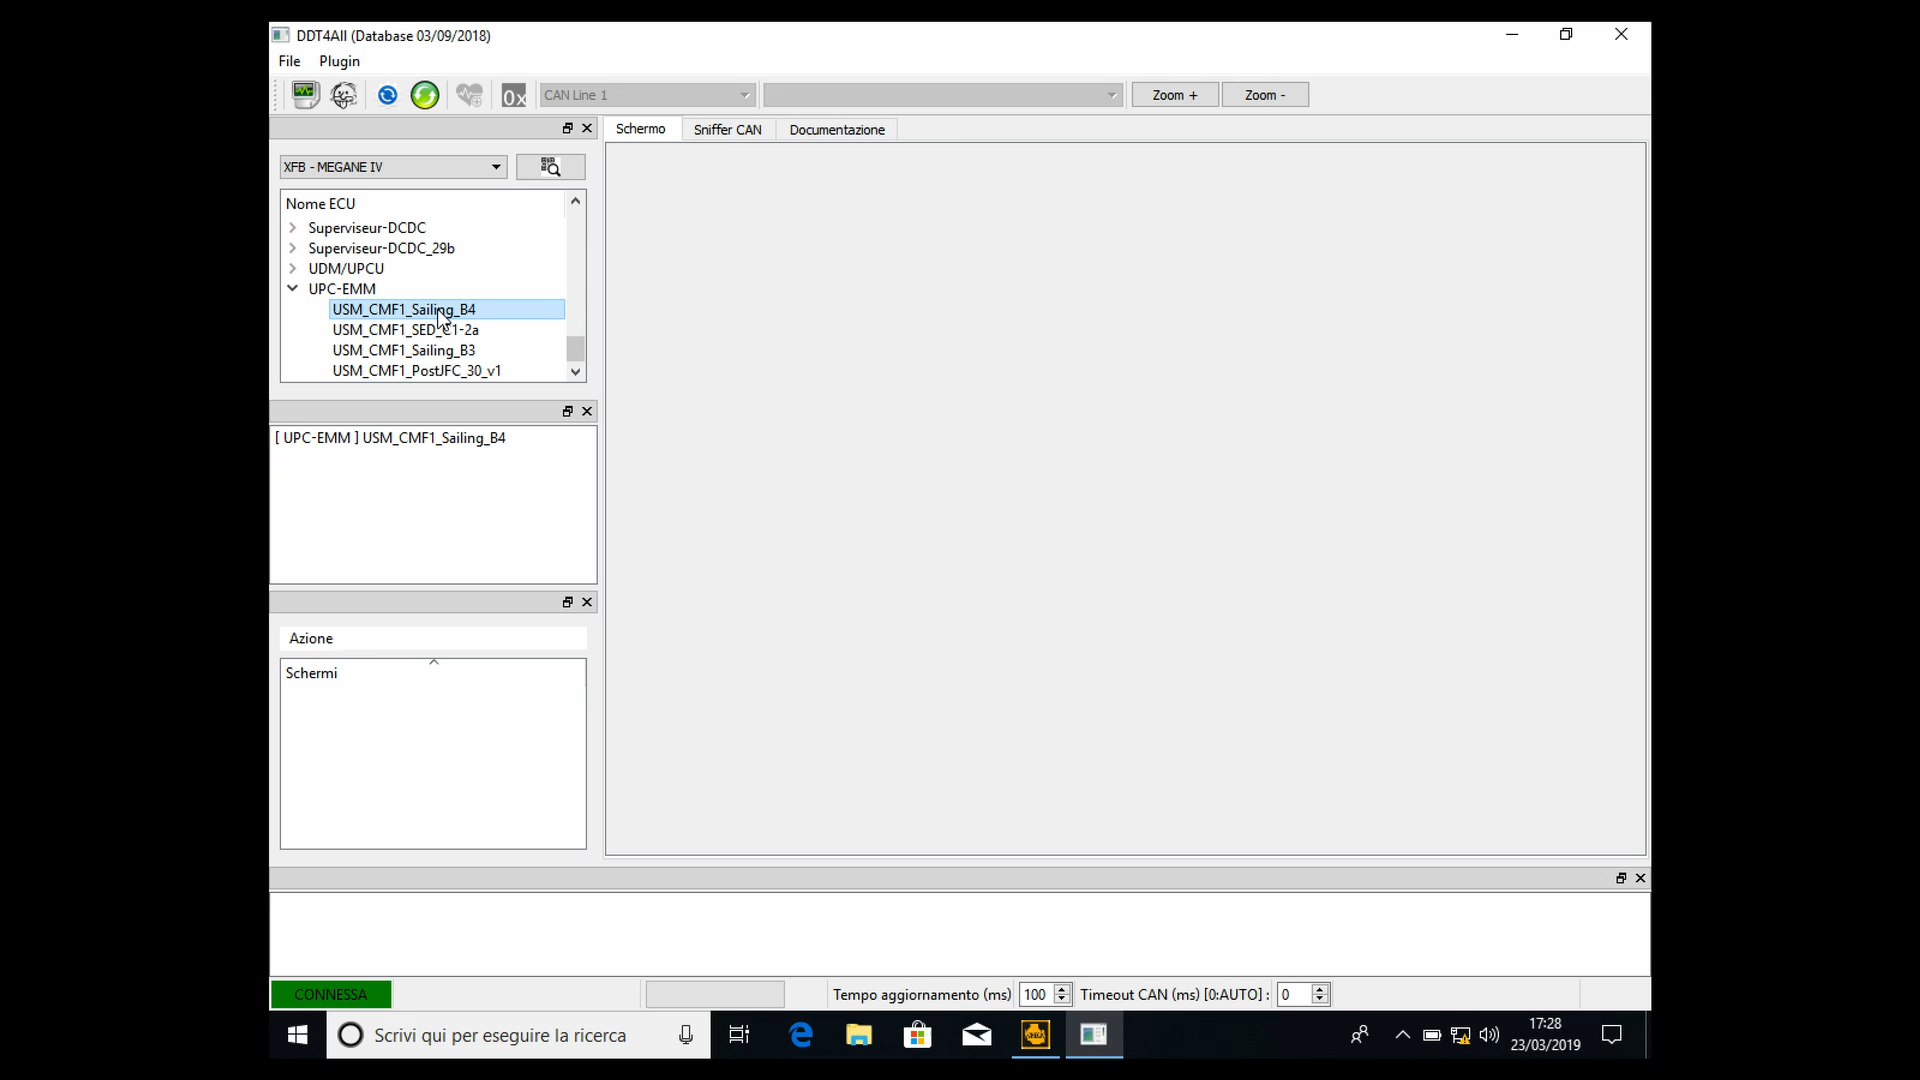 DDT4All (Database 03/09/2018)
File Plugin
0x CAN Line 1 Zoom + Zoom -
Schermo Sniffer CAN Documentazione
XFB - MEGANE IV
Nome ECU
Superviseur-DCDC
Superviseur-DCDC_29b
UDM/UPCU
UPC-EMM
USM_CMF1_Sailing_B4
USM_CMF1_SED_C1-2a
USM_CMF1_Sailing_B3
USM_CMF1_PostJFC_30_v1
[ UPC-EMM ] USM_CMF1_Sailing_B4
Azione
Schermi
CONNESSA Tempo aggiornamento (ms) 100 Timeout CAN (ms) [0:AUTO] : 0
Scrivi qui per eseguire la ricerca 17:28
23/03/2019